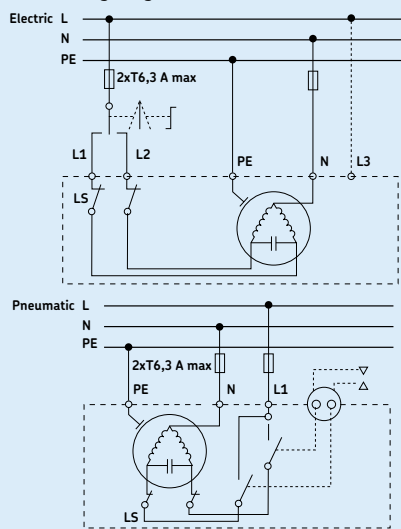 Electric L
N
PE
2xT6,3 A max
L1 L2 PE N L3
LS
Pneumatic L
N
PE
2xT6,3 A max
PE N L1
LS